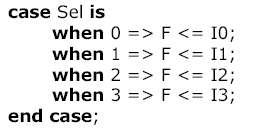 case Sel is
when 0 => F <= I0;
when 1 => F <= I1;
when 2 => F <= I2;
when 3 => F <= I3;
end case;